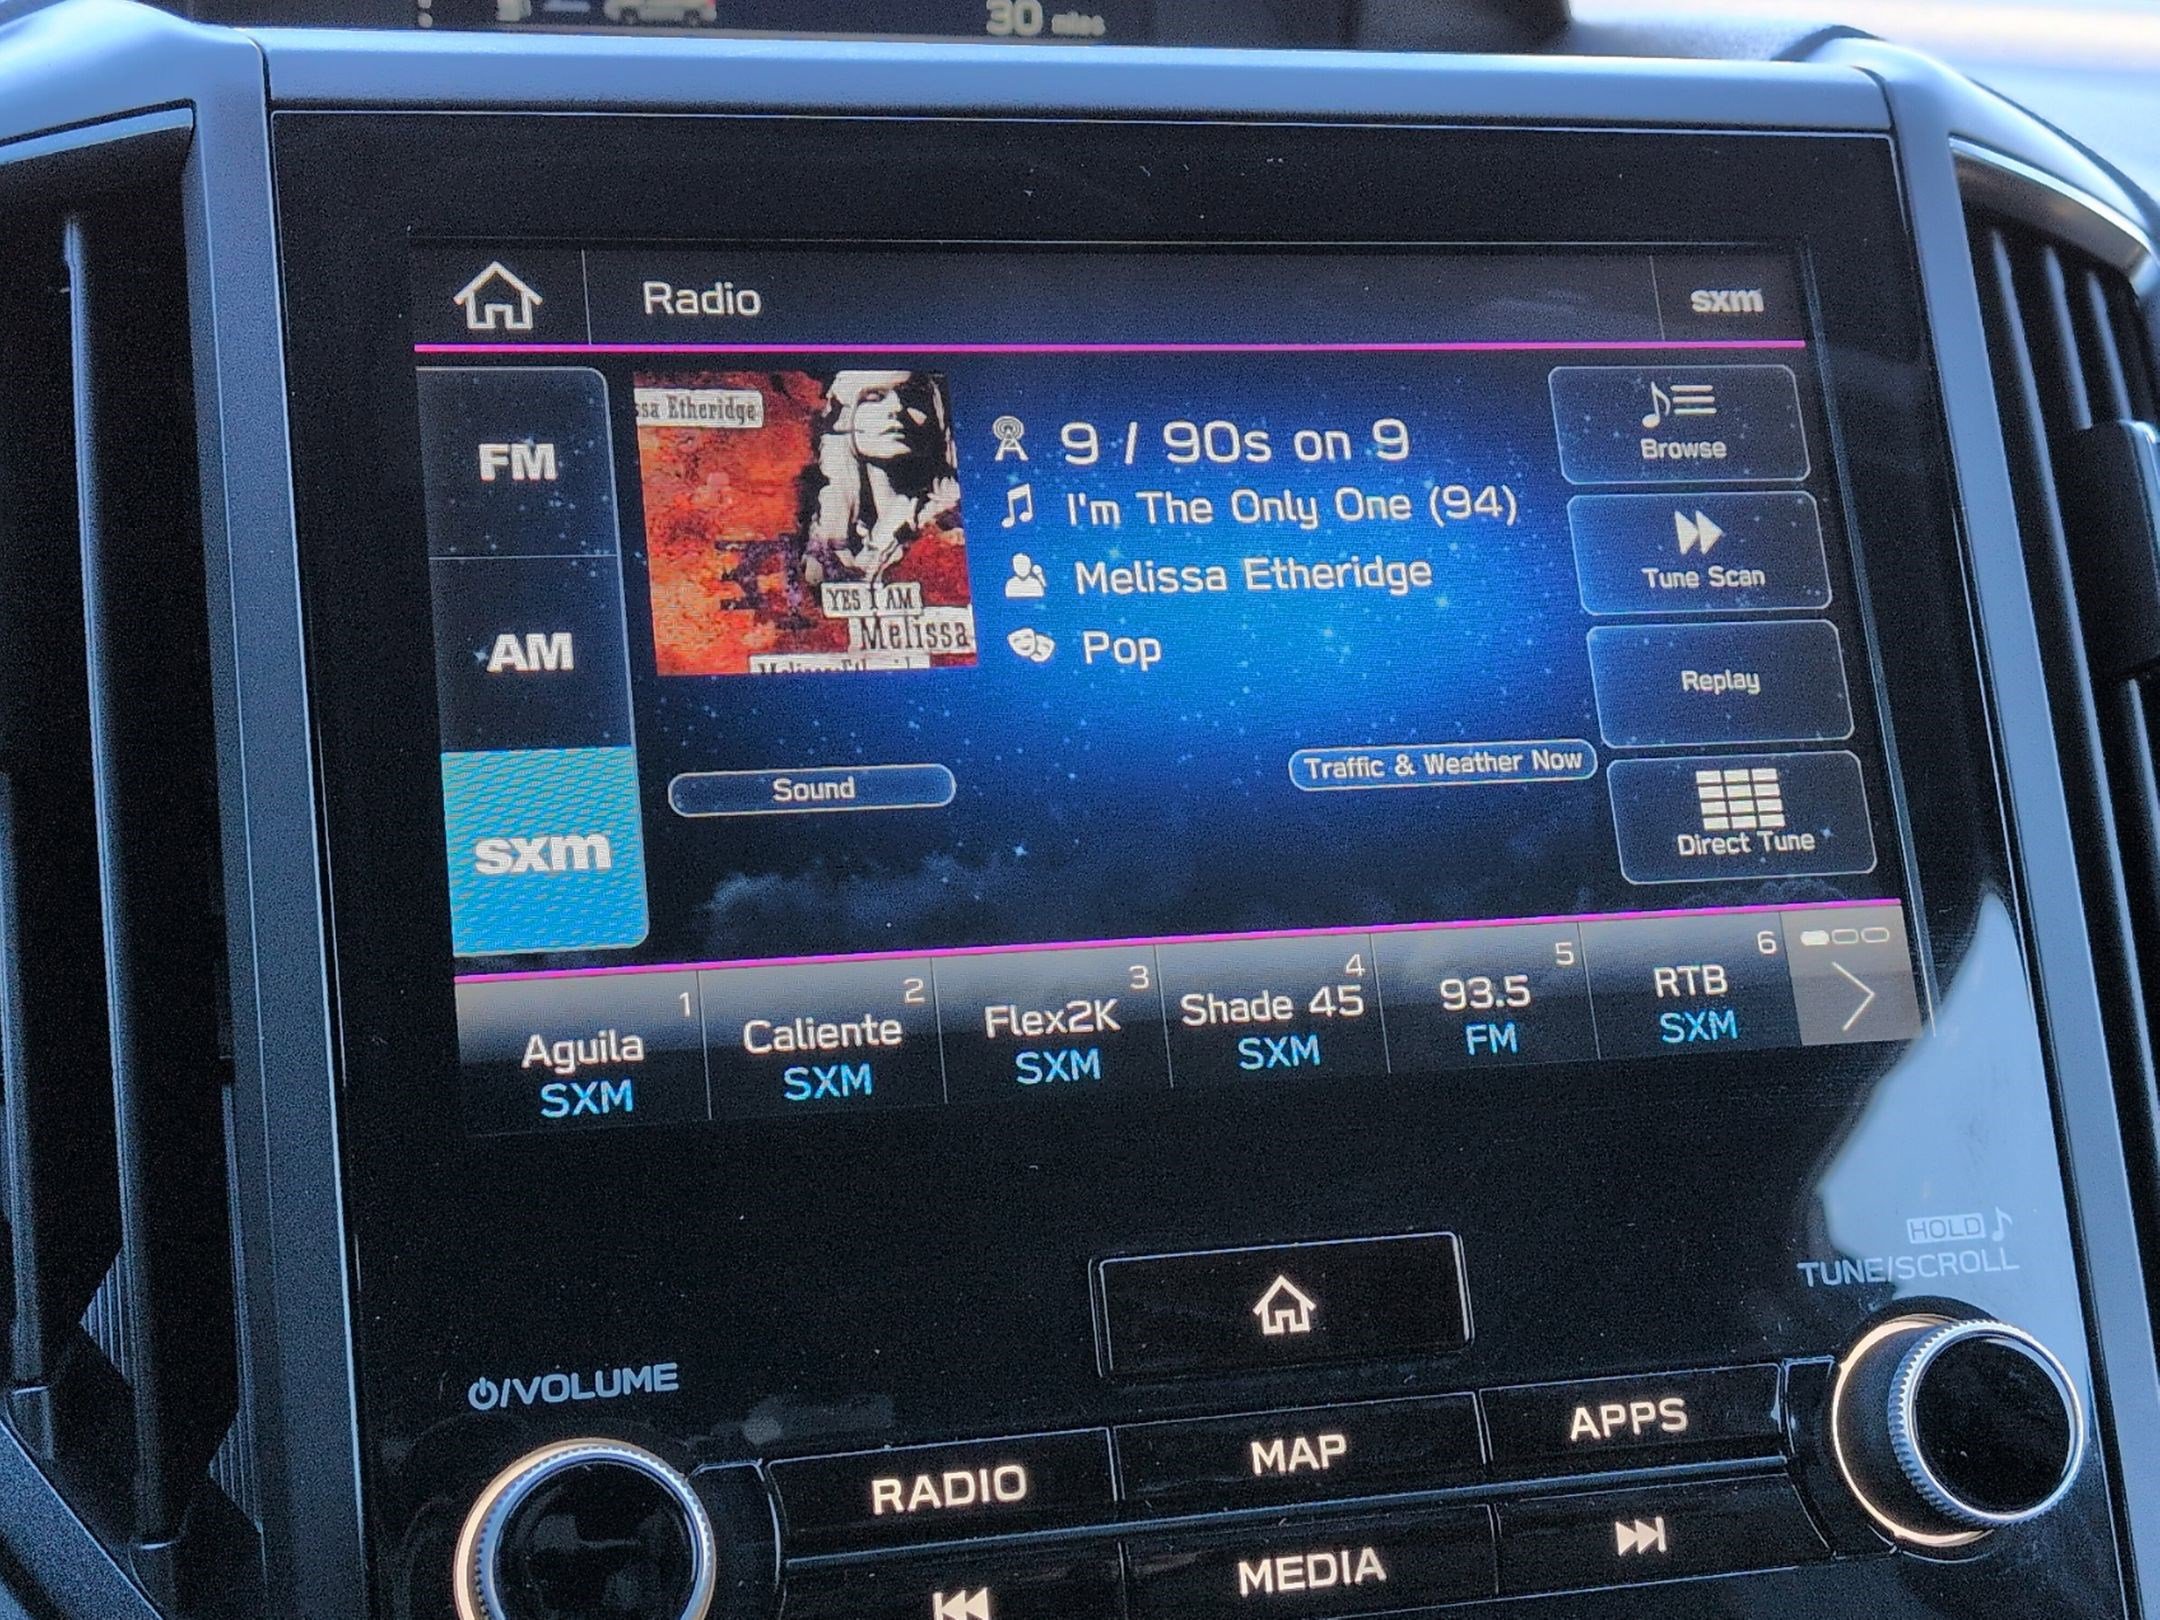 30 miles
Radio
sxm
FM
AM
sxm
ssa Etheridge
YES I AM
Melissa
9 / 90s on 9
I'm The Only One (94)
Melissa Etheridge
Pop
Browse
Tune Scan
Replay
Direct Tune
Sound
Traffic & Weather Now
1
Aguila
SXM
2
Caliente
SXM
3
Flex2K
SXM
4
Shade 45
SXM
5
93.5
FM
6
RTB
SXM
HOLD
TUNE/SCROLL
/VOLUME
RADIO
MAP
APPS
MEDIA